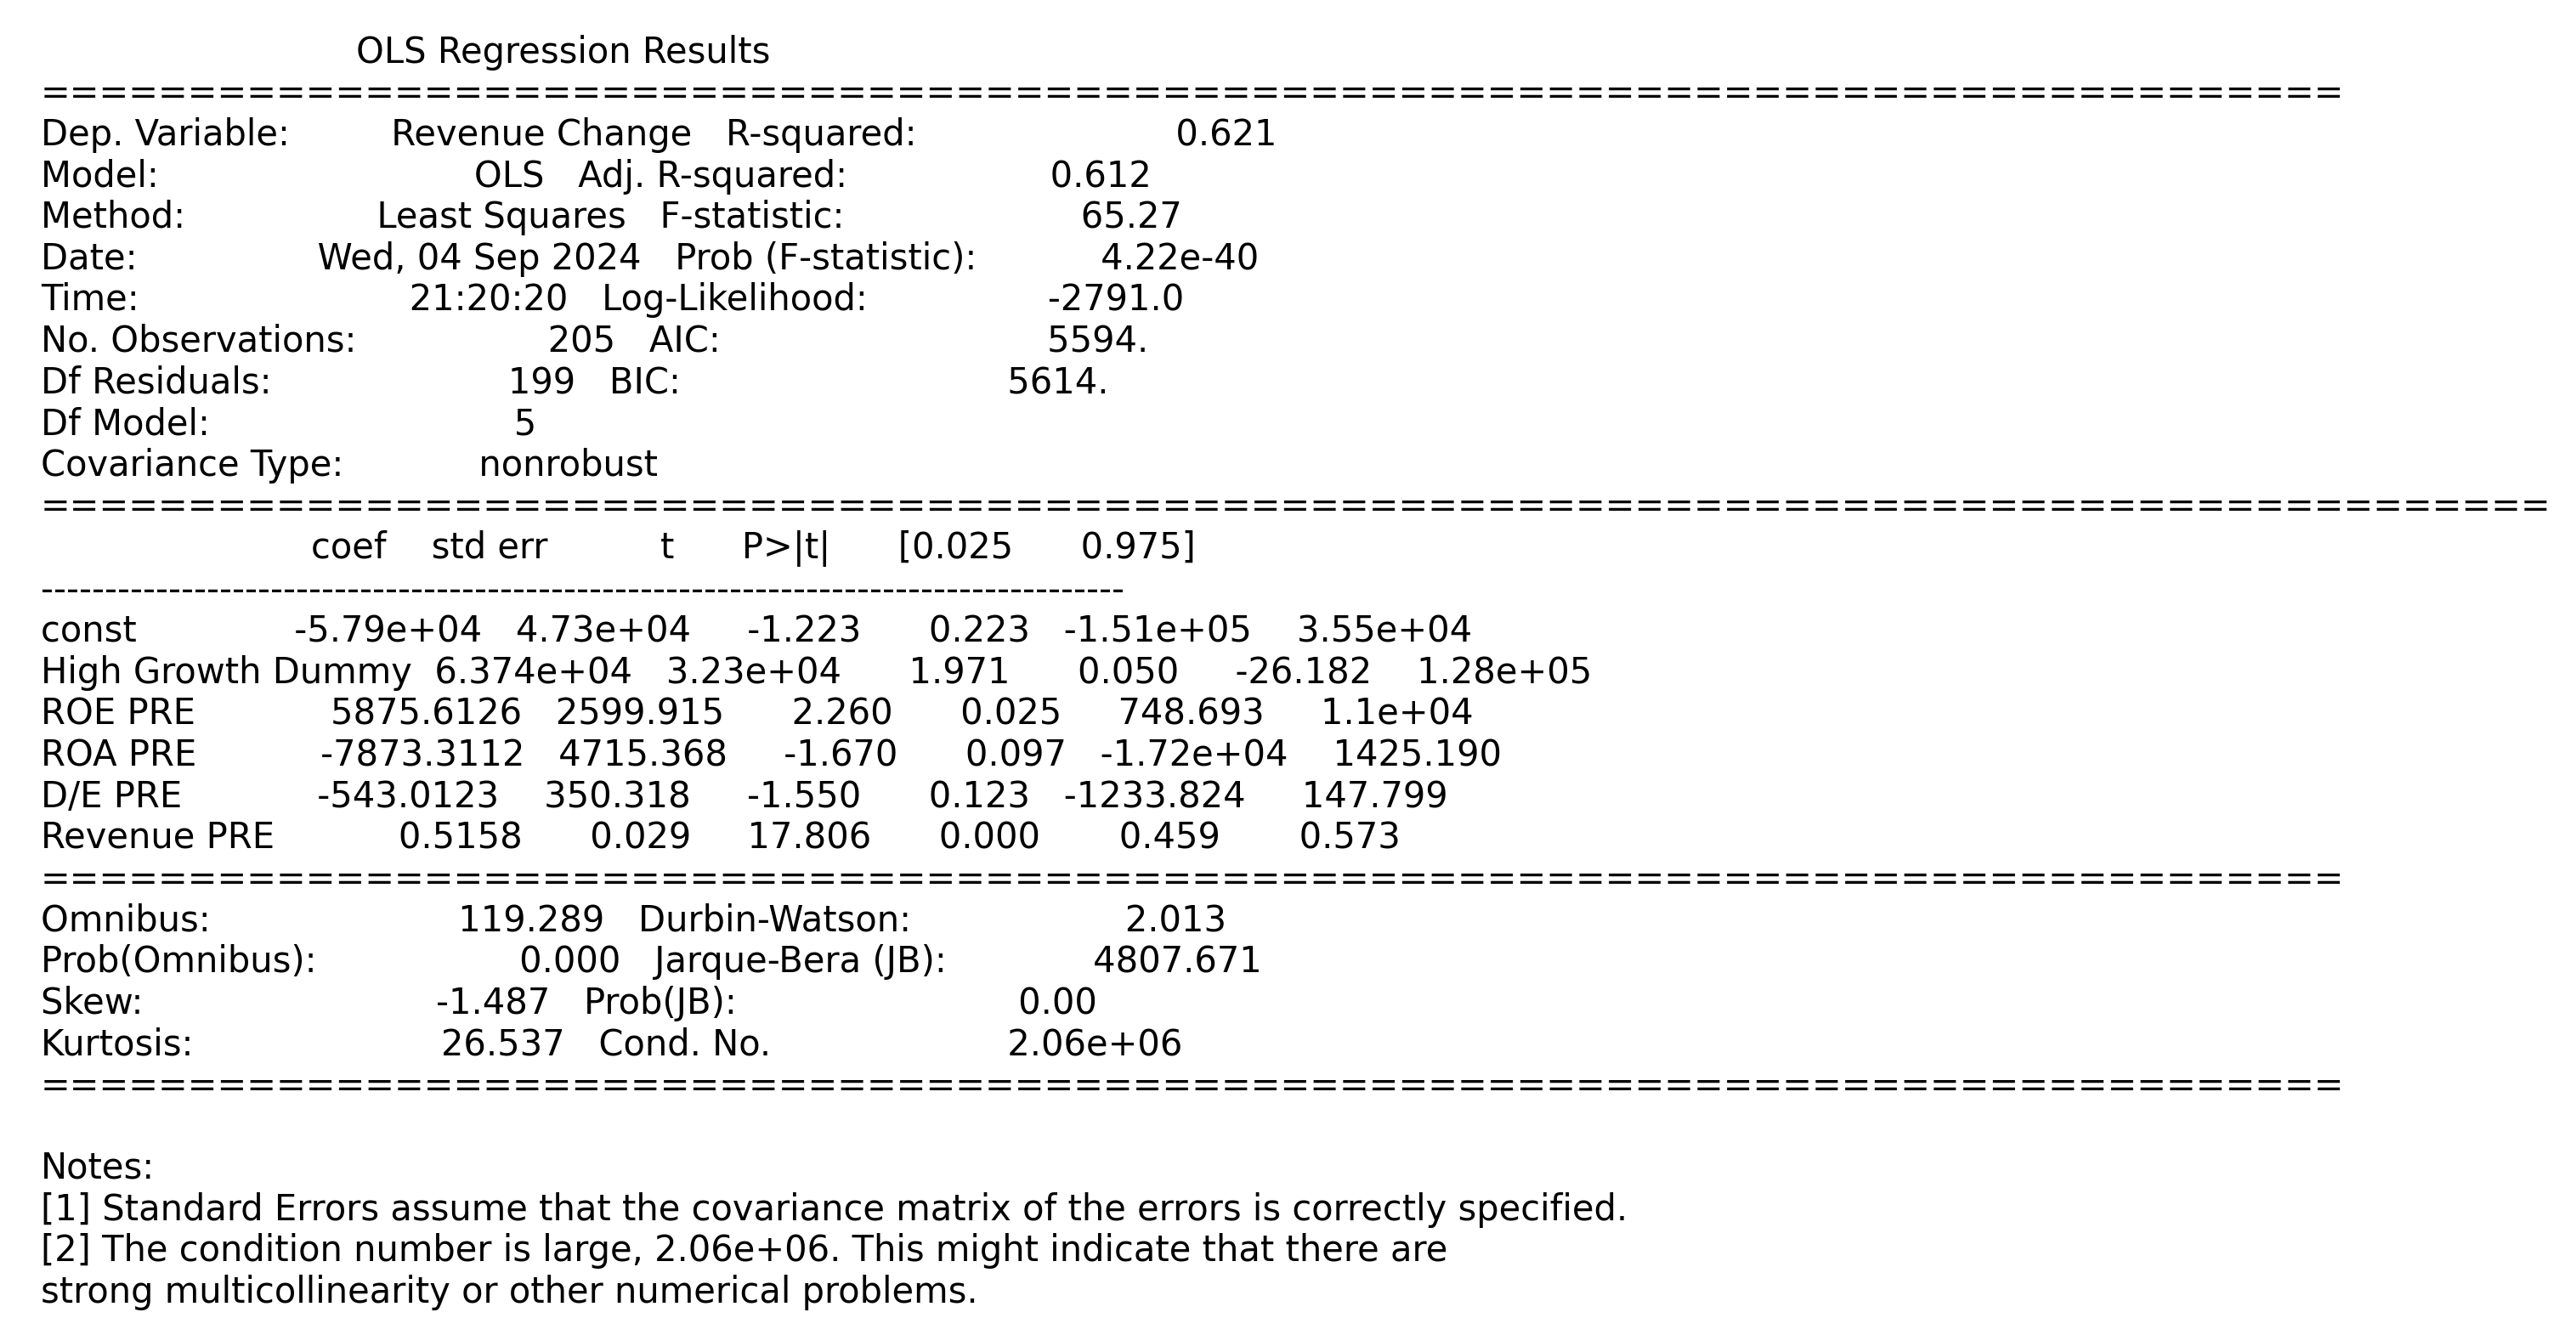 OLS Regression Results
==============================================================================
Dep. Variable: Revenue Change R-squared: 0.621
Model: OLS Adj. R-squared: 0.612
Method: Least Squares F-statistic: 65.27
Date: Wed, 04 Sep 2024 Prob (F-statistic): 4.22e-40
Time: 21:20:20 Log-Likelihood: -2791.0
No. Observations: 205 AIC: 5594.
Df Residuals: 199 BIC: 5614.
Df Model: 5
Covariance Type: nonrobust
=====================================================================================
coef std err t P>|t| [0.025 0.975]
-------------------------------------------------------------------------------------
const -5.79e+04 4.73e+04 -1.223 0.223 -1.51e+05 3.55e+04
High Growth Dummy 6.374e+04 3.23e+04 1.971 0.050 -26.182 1.28e+05
ROE PRE 5875.6126 2599.915 2.260 0.025 748.693 1.1e+04
ROA PRE -7873.3112 4715.368 -1.670 0.097 -1.72e+04 1425.190
D/E PRE -543.0123 350.318 -1.550 0.123 -1233.824 147.799
Revenue PRE 0.5158 0.029 17.806 0.000 0.459 0.573
==============================================================================
Omnibus: 119.289 Durbin-Watson: 2.013
Prob(Omnibus): 0.000 Jarque-Bera (JB): 4807.671
Skew: -1.487 Prob(JB): 0.00
Kurtosis: 26.537 Cond. No. 2.06e+06
==============================================================================
Notes:
[1] Standard Errors assume that the covariance matrix of the errors is correctly specified.
[2] The condition number is large, 2.06e+06. This might indicate that there are
strong multicollinearity or other numerical problems.